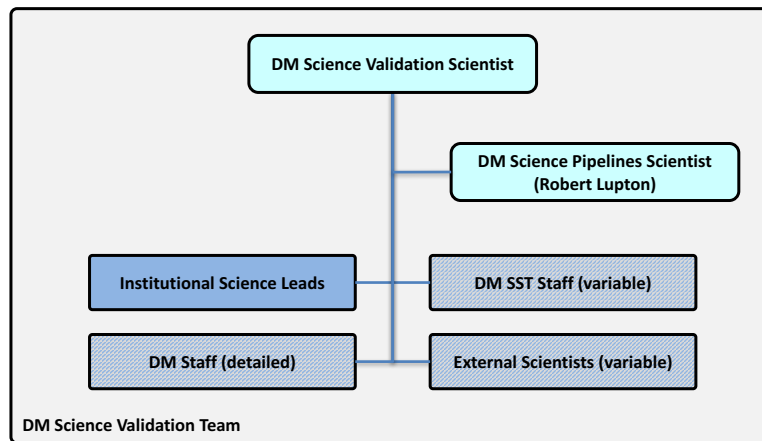 DM Science Validation Scientist
DM Science Pipelines Scientist
(Robert Lupton)
Institutional Science Leads
DM SST Staff (variable)
DM Staff (detailed)
External Scientists (variable)
DM Science Validation Team